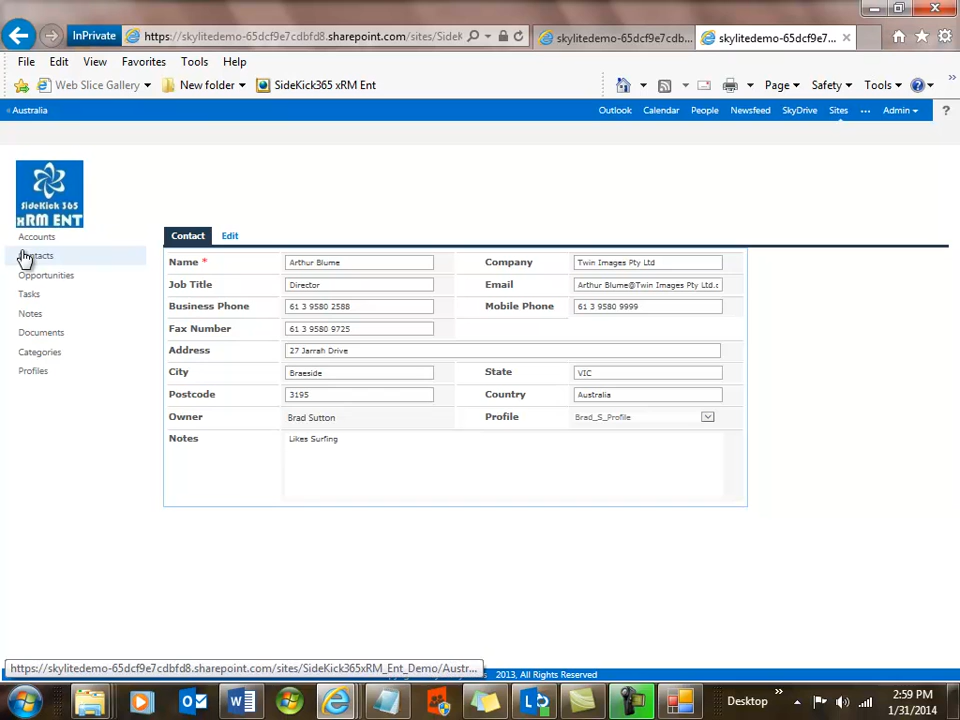 InPrivate https://skylitedemo-65dcf9e7cdbfd8.sharepoint.com/sites/SideK skylitedemo-65dcf9e7cdb... skylitedemo-65dcf9e7...
File Edit View Favorites Tools Help
Web Slice Gallery New folder SideKick365 xRM Ent Page Safety Tools
Australia Outlook Calendar People Newsfeed SkyDrive Sites ... Admin ?
SideKick 365
xRM ENT
Accounts
Contact Edit
Opportunities
Tasks
Notes
Documents
Categories
Profiles
Name * Arthur Blume Company Twin Images Pty Ltd
Job Title Director Email Arthur Blume@Twin Images Pty Ltd.c
Business Phone 61 3 9580 2588 Mobile Phone 61 3 9580 9999
Fax Number 61 3 9580 9725
Address 27 Jarrah Drive
City Braeside State VIC
Postcode 3195 Country Australia
Owner Brad Sutton Profile Brad_S_Profile
Notes Likes Surfing
https://skylitedemo-65dcf9e7cdbfd8.sharepoint.com/sites/SideKick365xRM_Ent_Demo/Austr...
2013, All Rights Reserved
Desktop 2:59 PM
1/31/2014